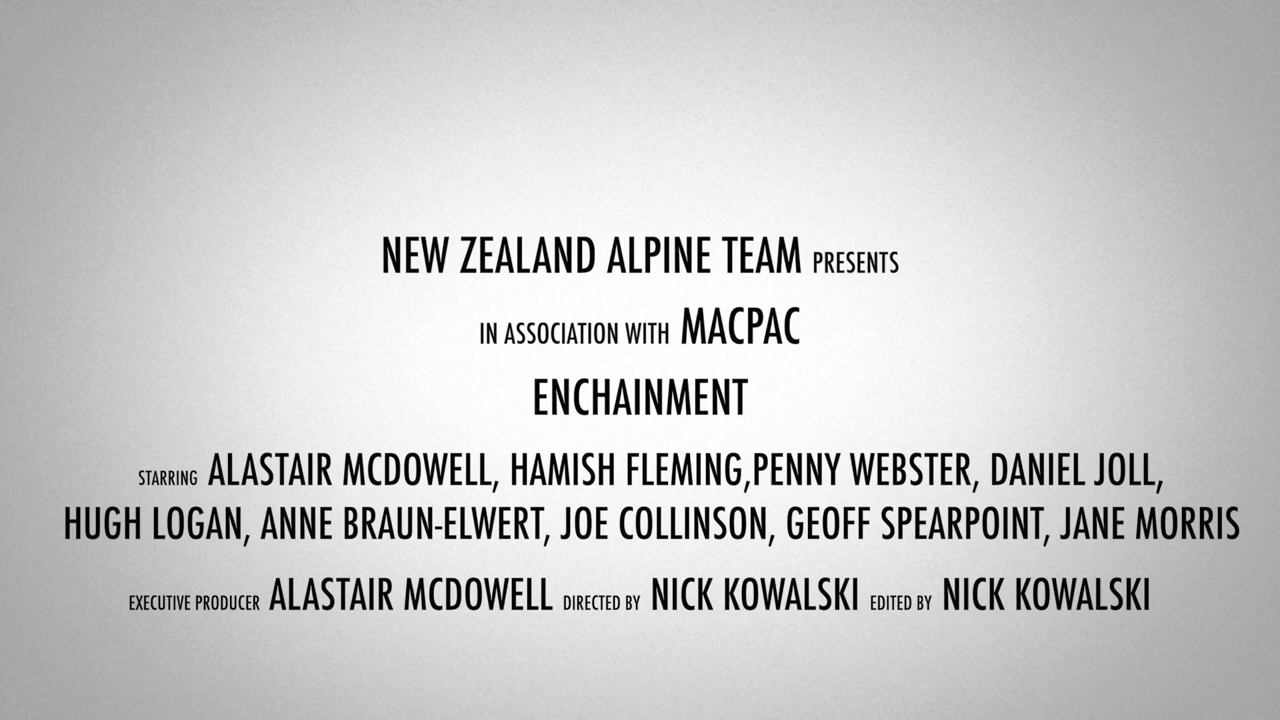 NEW ZEALAND ALPINE TEAM PRESENTS
IN ASSOCIATION WITH MACPAC
ENCHAINMENT
STARRING ALASTAIR MCDOWELL, HAMISH FLEMING,PENNY WEBSTER, DANIEL JOLL,
HUGH LOGAN, ANNE BRAUN-ELWERT, JOE COLLINSON, GEOFF SPEARPOINT, JANE MORRIS
EXECUTIVE PRODUCER ALASTAIR MCDOWELL DIRECTED BY NICK KOWALSKI EDITED BY NICK KOWALSKI